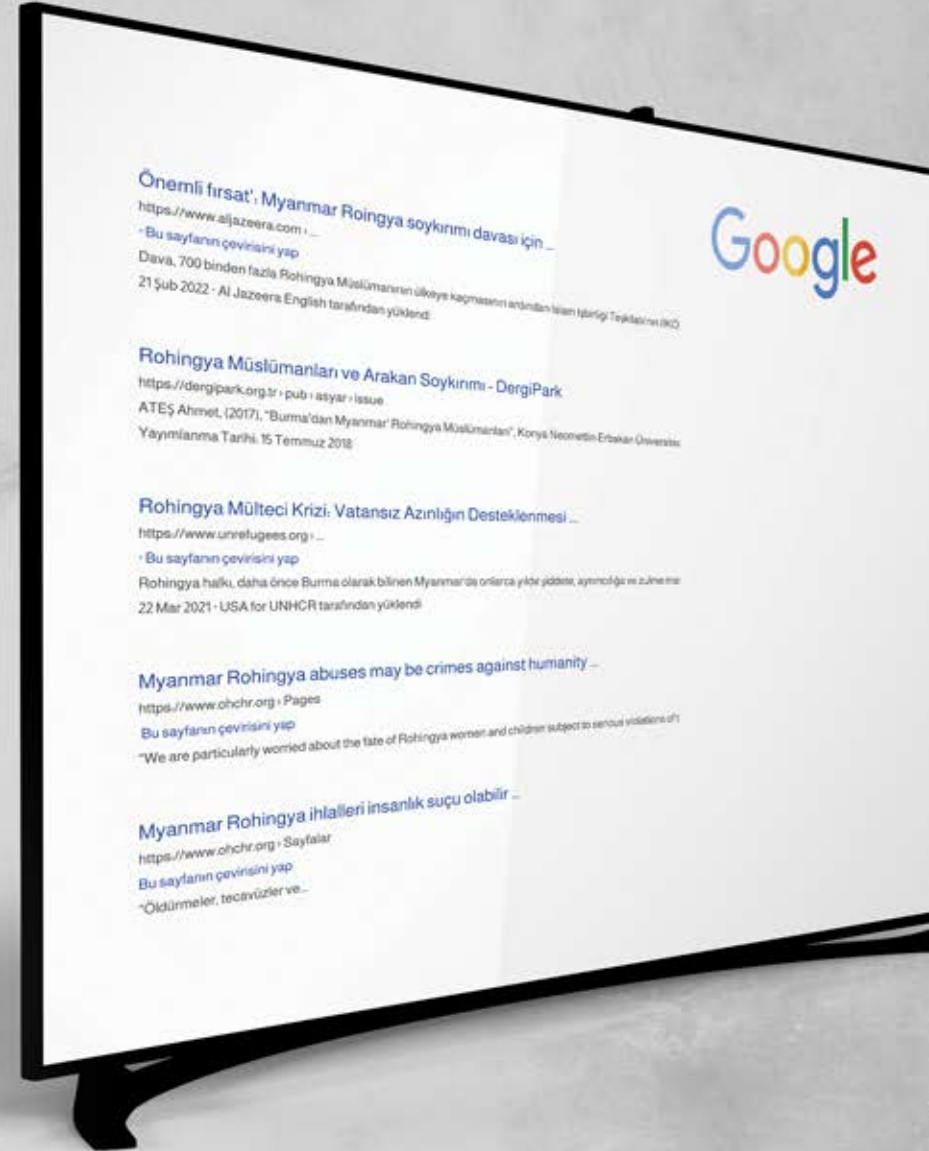 Google
Önemli fırsat', Myanmar Roingya soykırımı davası için ...
https://www.aljazeera.com › ...
· Bu sayfanın çevirisini yap
Dava, 700 binden fazla Rohingya Müslümanının ülkeye kaçmasının ardından İslam İşbirliği Teşkilatı'nın (İKÖ
21 Şub 2022 · Al Jazeera English tarafından yüklendi
Rohingya Müslümanları ve Arakan Soykırımı - DergiPark
https://dergipark.org.tr › pub › asyar › issue
ATEŞ Ahmet, (2017), "Burma'dan Myanmar' Rohingya Müslümanları", Konya Necmettin Erbakan Üniversitesi
Yayımlanma Tarihi: 15 Temmuz 2018
Rohingya Mülteci Krizi: Vatansız Azınlığın Desteklenmesi ...
https://www.unrefugees.org › ...
· Bu sayfanın çevirisini yap
Rohingya halkı, daha önce Burma olarak bilinen Myanmar'da onlarca yıldır şiddete, ayrımcılığa ve zulme
22 Mar 2021 · USA for UNHCR tarafından yüklendi
Myanmar Rohingya abuses may be crimes against humanity ...
https://www.ohchr.org › Pages
Bu sayfanın çevirisini yap
"We are particularly worried about the fate of Rohingya women and children subject to serious violations of t
Myanmar Rohingya ihlalleri insanlık suçu olabilir ...
https://www.ohchr.org › Sayfalar
Bu sayfanın çevirisini yap
"Öldürmeler, tecavüzler ve...